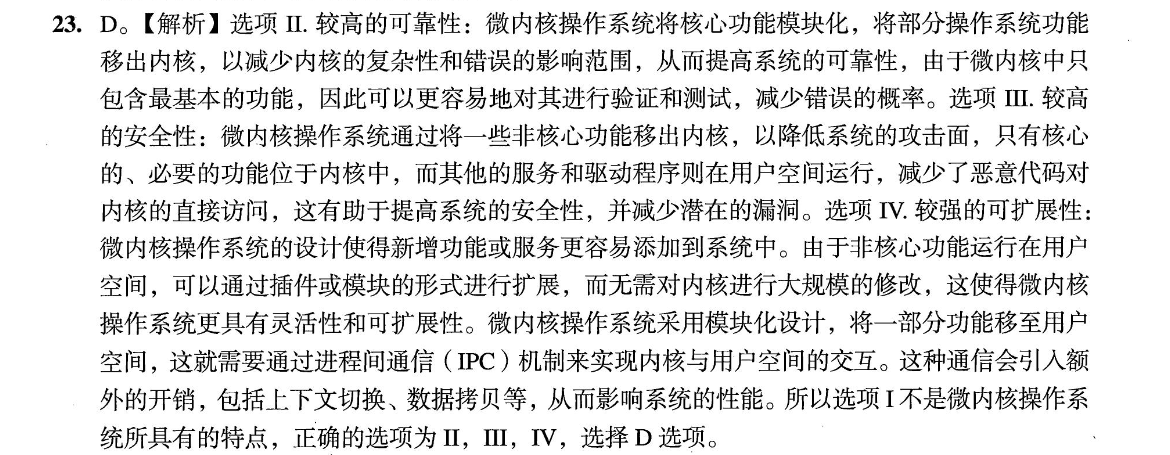 23. D。【解析】选项 II. 较高的可靠性：微内核操作系统将核心功能模块化，将部分操作系统功能
移出内核，以减少内核的复杂性和错误的影响范围，从而提高系统的可靠性，由于微内核中只
包含最基本的功能，因此可以更容易地对其进行验证和测试，减少错误的概率。选项 III. 较高
的安全性：微内核操作系统通过将一些非核心功能移出内核，以降低系统的攻击面，只有核心
的、必要的功能位于内核中，而其他的服务和驱动程序则在用户空间运行，减少了恶意代码对
内核的直接访问，这有助于提高系统的安全性，并减少潜在的漏洞。选项 IV. 较强的可扩展性：
微内核操作系统的设计使得新增功能或服务更容易添加到系统中。由于非核心功能运行在用户
空间，可以通过插件或模块的形式进行扩展，而无需对内核进行大规模的修改，这使得微内核
操作系统更具有灵活性和可扩展性。微内核操作系统采用模块化设计，将一部分功能移至用户
空间，这就需要通过进程间通信（IPC）机制来实现内核与用户空间的交互。这种通信会引入额
外的开销，包括上下文切换、数据拷贝等，从而影响系统的性能。所以选项 I 不是微内核操作系
统所具有的特点，正确的选项为 II，III，IV，选择 D 选项。